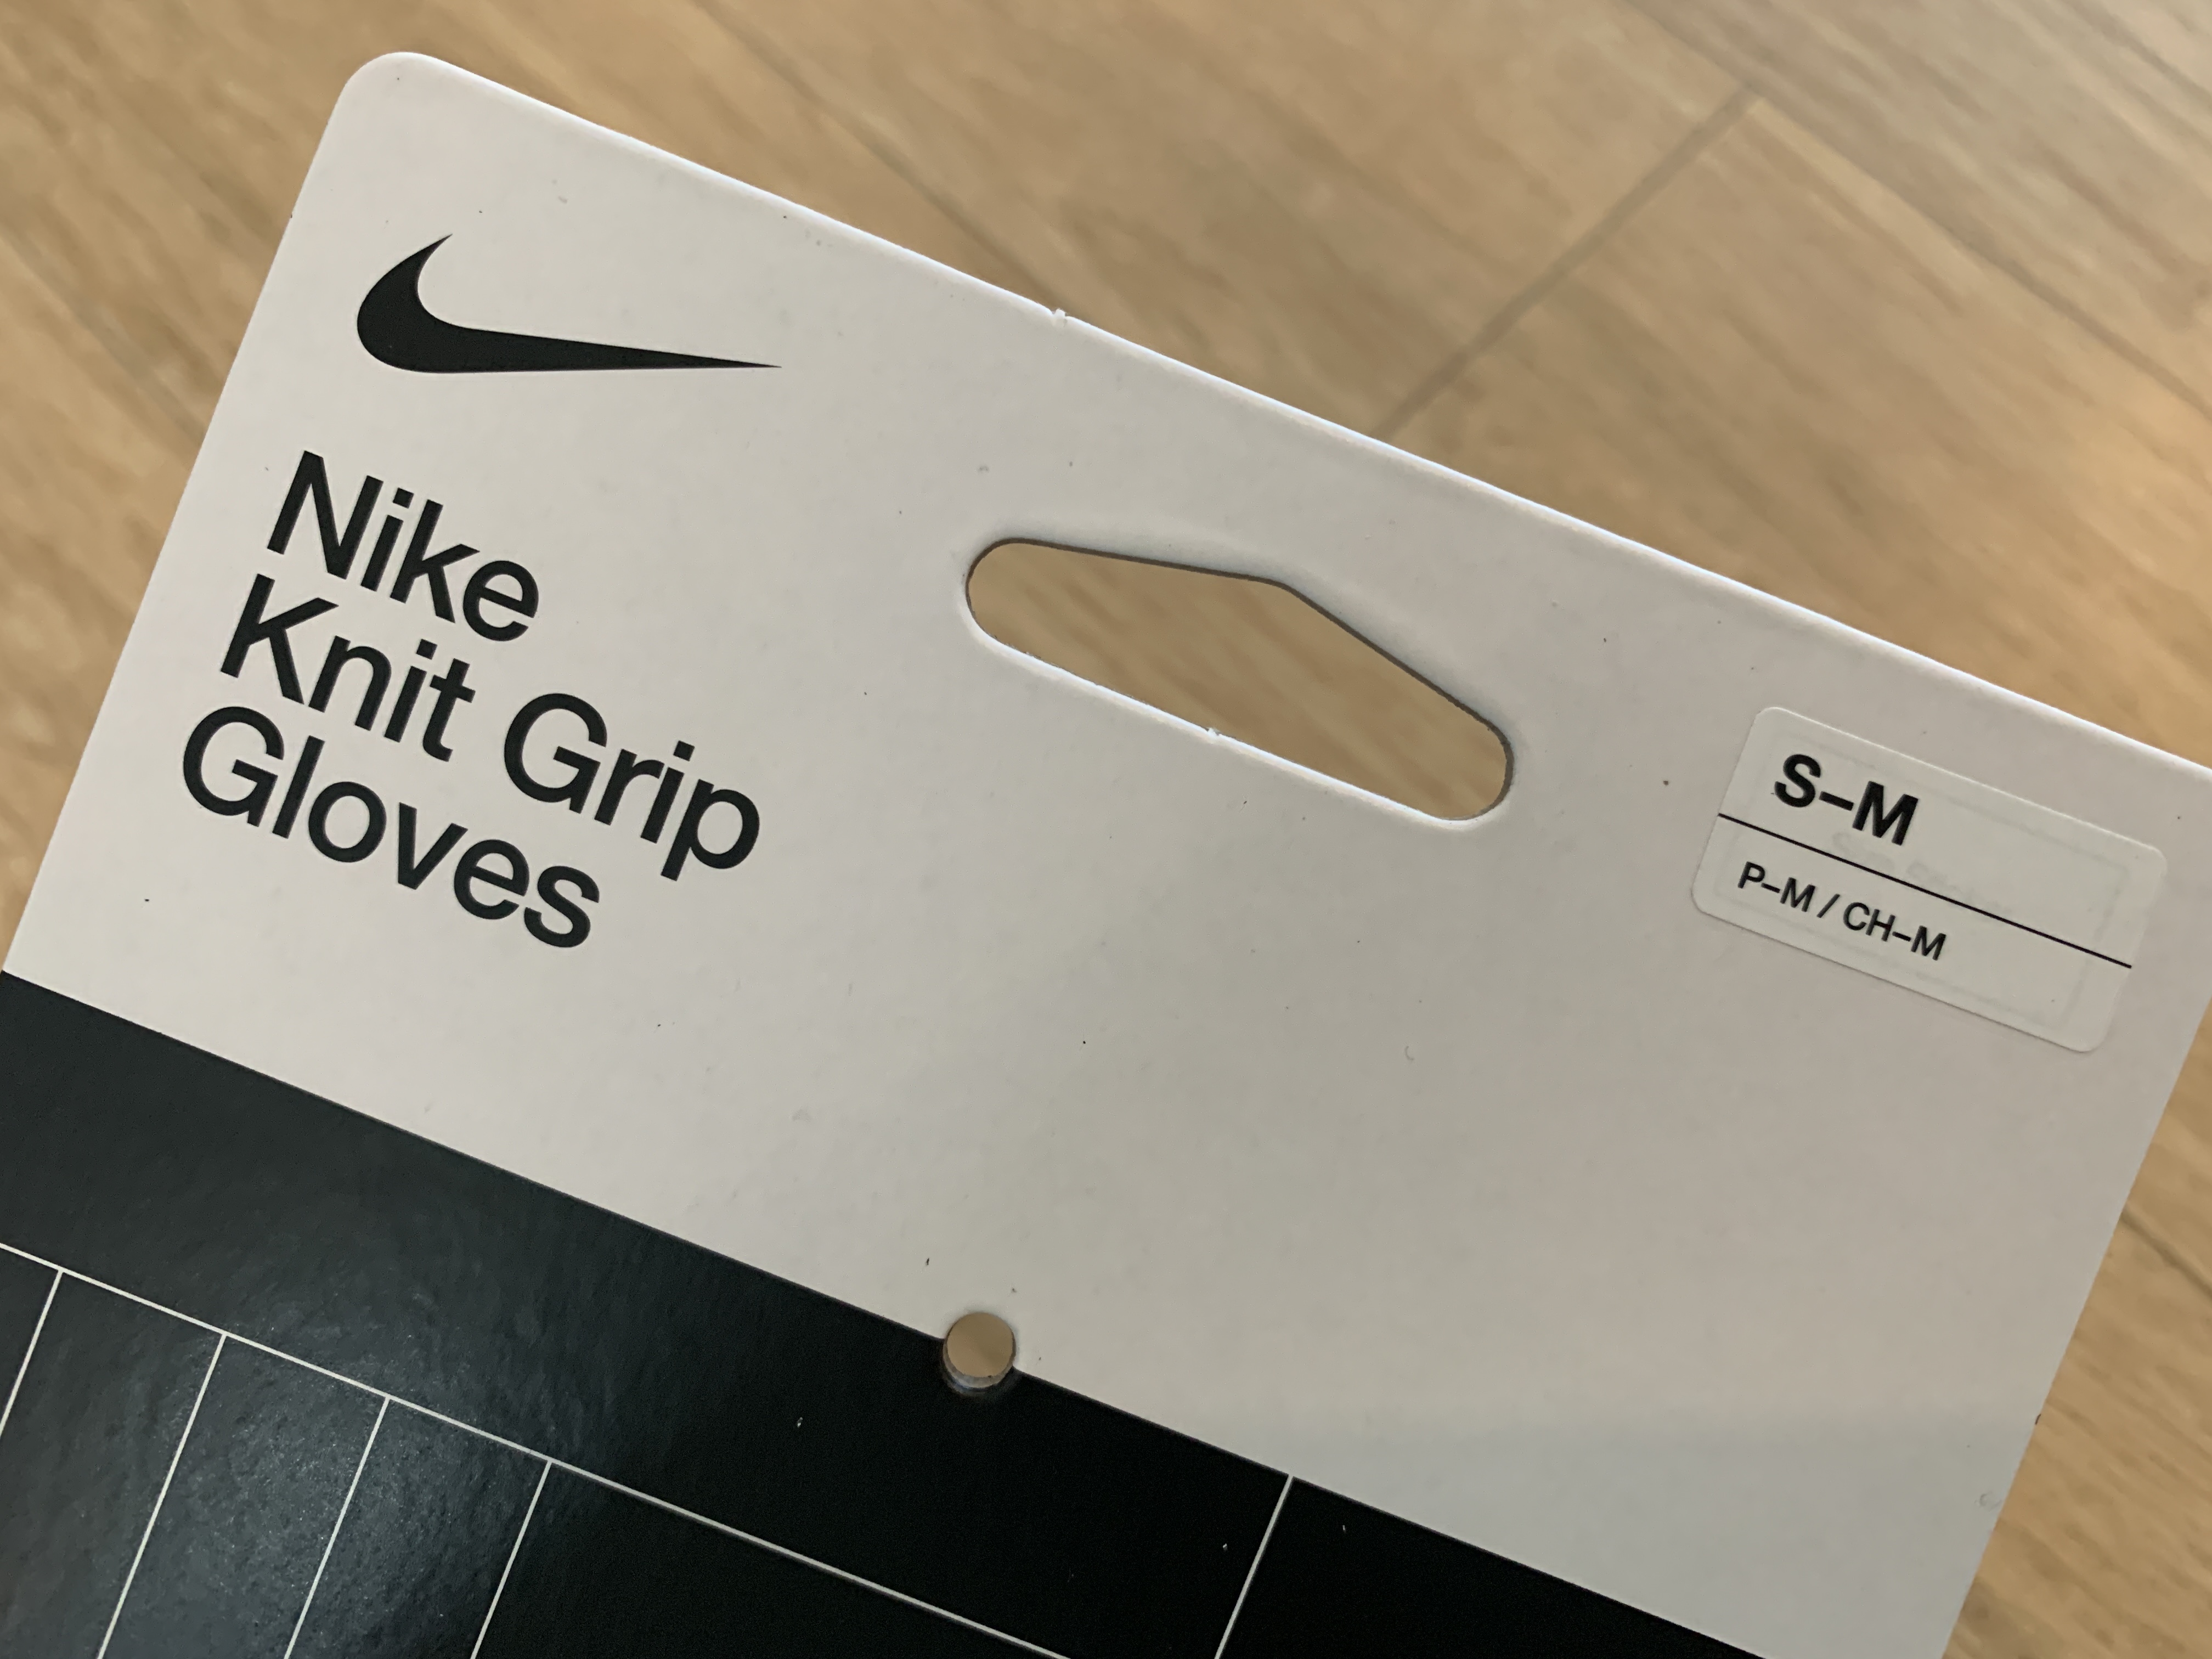 Nike
Knit Grip
Gloves
S–M
P–M / CH–M